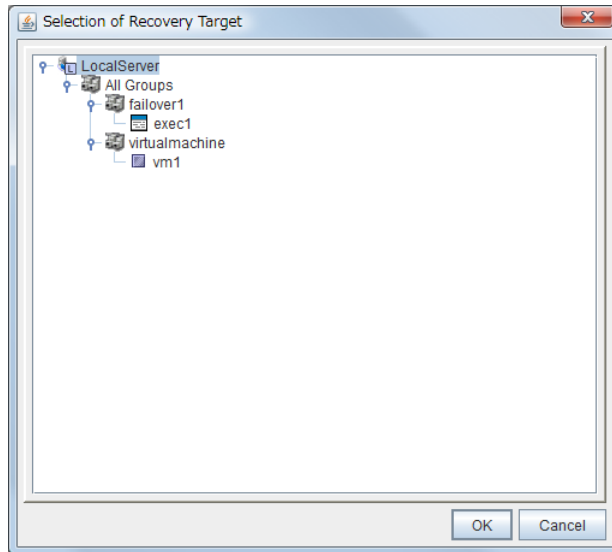 Selection of Recovery Target
LocalServer
All Groups
failover1
exec1
virtualmachine
vm1
OK Cancel